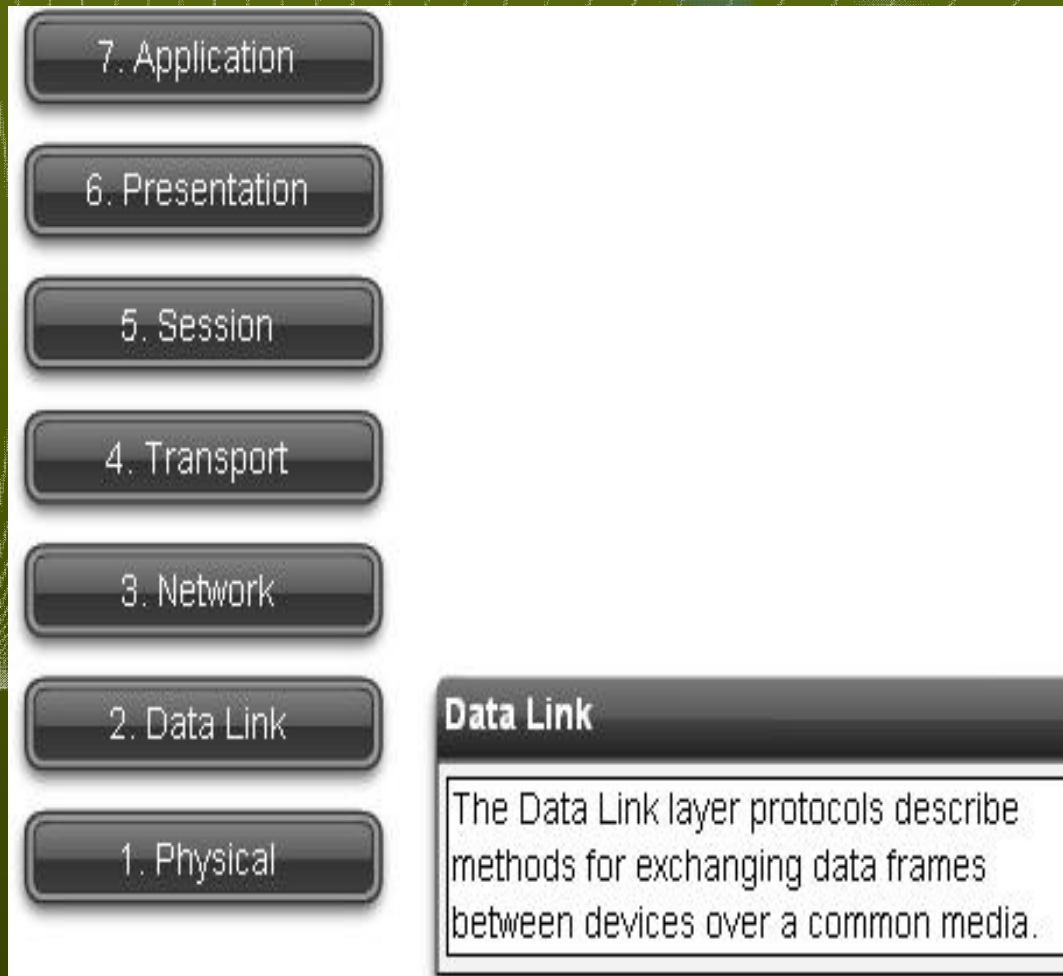 7. Application
6. Presentation
5. Session
4. Transport
3. Network
2. Data Link
1. Physical
Data Link
The Data Link layer protocols describe
methods for exchanging data frames
between devices over a common media.